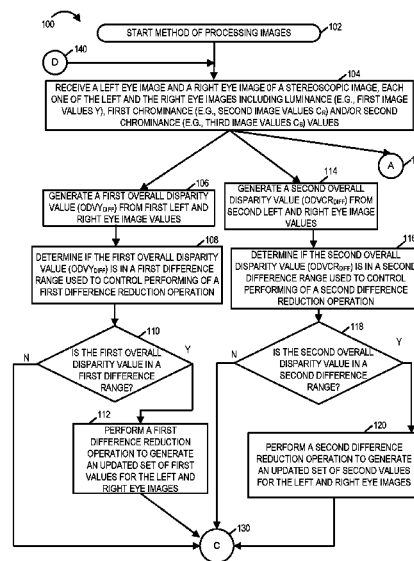 100
START METHOD OF PROCESSING IMAGES
102
D
140
104
RECEIVE A LEFT EYE IMAGE AND A RIGHT EYE IMAGE OF A STEREOSCOPIC IMAGE, EACH
ONE OF THE LEFT AND THE RIGHT EYE IMAGES INCLUDING LUMINANCE (E.G., FIRST IMAGE
VALUES Y), FIRST CHROMINANCE (E.G., SECOND IMAGE VALUES CR) AND/OR SECOND
CHROMINANCE (E.G., THIRD IMAGE VALUES CB) VALUES
A
106
GENERATE A FIRST OVERALL DISPARITY
VALUE (ODVYDIFF) FROM FIRST LEFT AND
RIGHT EYE IMAGE VALUES
114
GENERATE A SECOND OVERALL DISPARITY
VALUE (ODVCRDIFF) FROM SECOND
LEFT AND RIGHT EYE IMAGE
VALUES
108
DETERMINE IF THE FIRST OVERALL DISPARITY
VALUE (ODVYDIFF) IS IN A FIRST DIFFERENCE
RANGE USED TO CONTROL PERFORMING OF A
FIRST DIFFERENCE REDUCTION OPERATION
116
DETERMINE IF THE SECOND OVERALL
DISPARITY VALUE (ODVCRDIFF) IS IN A SECOND
DIFFERENCE RANGE USED TO CONTROL
PERFORMING OF A SECOND DIFFERENCE
REDUCTION OPERATION
110
N
IS THE FIRST OVERALL
DISPARITY VALUE IN A
FIRST DIFFERENCE
RANGE?
Y
118
N
IS THE SECOND OVERALL
DISPARITY VALUE IN A
SECOND DIFFERENCE
RANGE?
Y
112
PERFORM A FIRST
DIFFERENCE REDUCTION
OPERATION TO GENERATE
AN UPDATED SET OF FIRST
VALUES FOR THE LEFT AND
RIGHT EYE IMAGES
120
PERFORM A SECOND DIFFERENCE
REDUCTION OPERATION TO GENERATE
AN UPDATED SET OF SECOND VALUES
FOR THE LEFT AND RIGHT EYE IMAGES
130
C